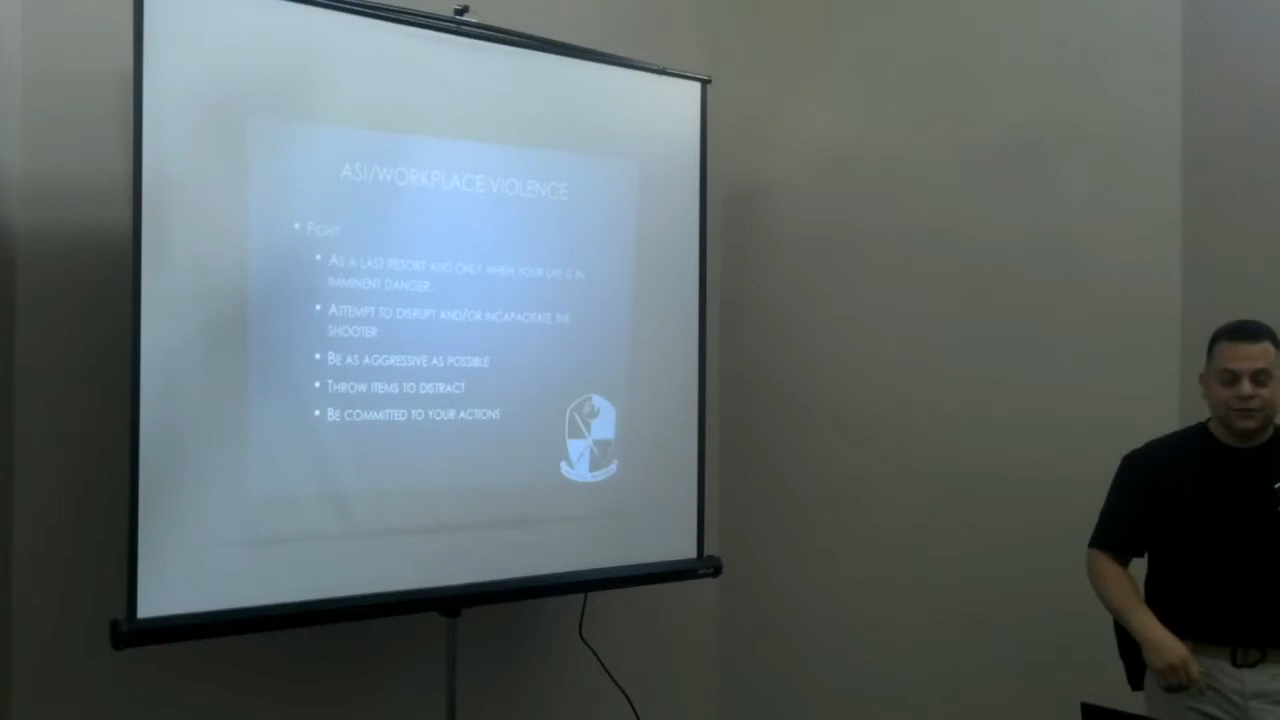 ASI/WORKPLACE VIOLENCE
• FIGHT
• AS A LAST RESORT AND ONLY WHEN YOUR LIFE IS IN
IMMINENT DANGER
• ATTEMPT TO DISRUPT AND/OR INCAPACITATE THE
SHOOTER
• BE AS AGGRESSIVE AS POSSIBLE
• THROW ITEMS TO DISTRACT
• BE COMMITTED TO YOUR ACTIONS